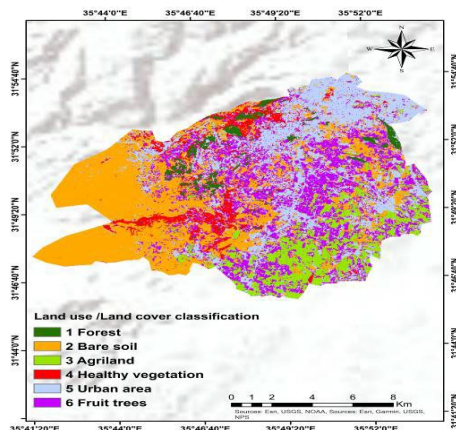 35°44'0"E 35°46'40"E 35°49'20"E 35°52'0"E
N
W E
S
31°54'40"
31°52'0"
31°49'20"
31°46'40"
31°44'0"
Land use /Land cover classification
1 Forest
2 Bare soil
3 Agriland
4 Healthy vegetation
5 Urban area
6 Fruit trees
0 1 2 4 6 8
Km
Sources: Esri, USGS, NOAA, Sources: Esri, Garmin, USGS,
NPS
35°41'20"E 35°44'0"E 35°46'40"E 35°49'20"E 35°52'0"E